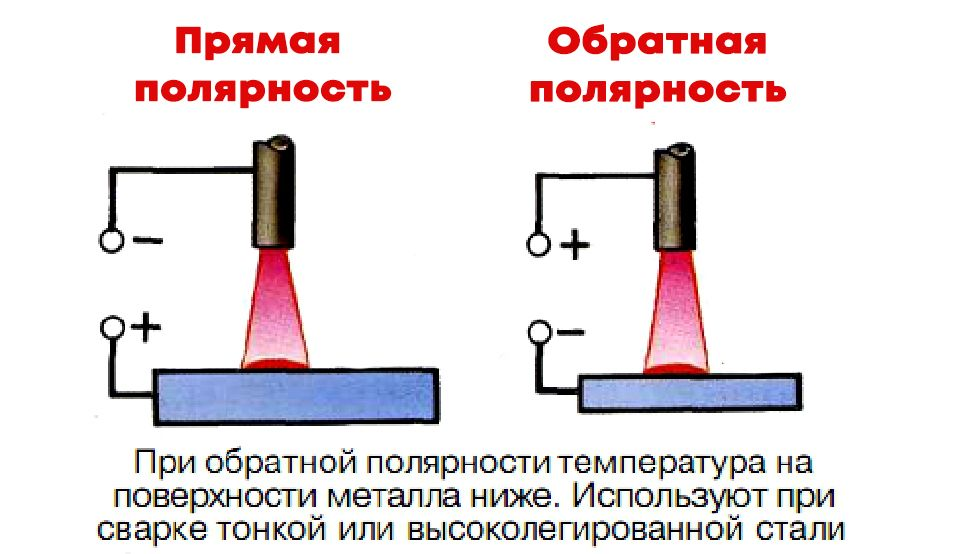 Прямая
полярность
Обратная
полярность
−
+
+
−
При обратной полярности температура на
поверхности металла ниже. Используют при
сварке тонкой или высоколегированной стали